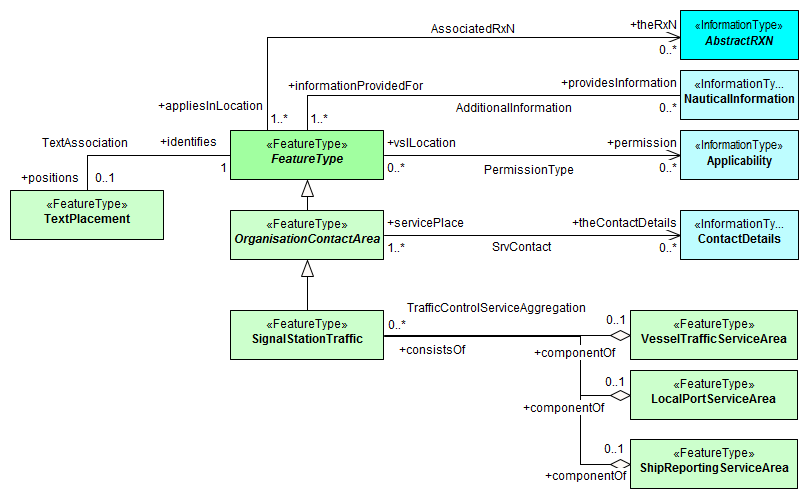 AssociatedRxN
+theRxN
0..*
«InformationType»
AbstractRXN
+appliesInLocation
1..*
+informationProvidedFor
1..*
+providesInformation
AdditionalInformation
0..*
«InformationTy...
NauticalInformation
TextAssociation
+identifies
1
+positions
0..1
«FeatureType»
TextPlacement
«FeatureType»
FeatureType
+vslLocation
0..*
+permission
PermissionType
0..*
«InformationType»
Applicability
«FeatureType»
OrganisationContactArea
+servicePlace
1..*
+theContactDetails
SrvContact
0..*
«InformationTy...
ContactDetails
«FeatureType»
SignalStationTraffic
TrafficControlServiceAggregation
0..*
+consistsOf
0..1
+componentOf
«FeatureType»
VesselTrafficServiceArea
0..1
+componentOf
«FeatureType»
LocalPortServiceArea
0..1
+componentOf
«FeatureType»
ShipReportingServiceArea